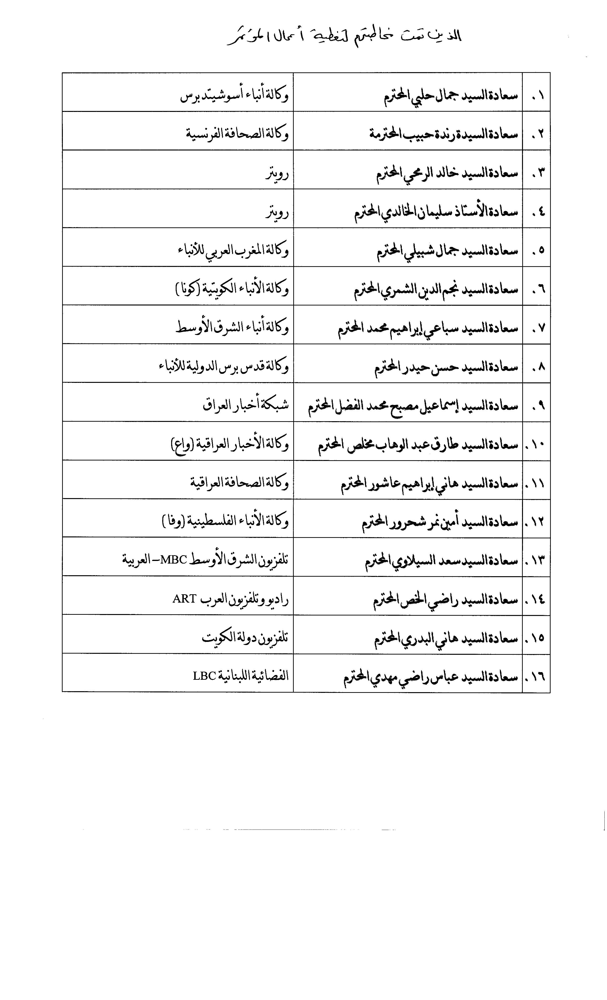 الذين تمت مخاطبتهم لتغطية أعمال المؤتمر
١. سعادة السيد جمال حلبي المحترم وكالة أنباء أسوشيتد برس
٢. سعادة السيدة رندة حبيب المحترمة وكالة الصحافة الفرنسية
٣. سعادة السيد خالد الرمحي المحترم رويتر
٤. سعادة الأستاذ سليمان الخالدي المحترم رويتر
٥. سعادة السيد جمال شبيلي المحترم وكالة المغرب العربي للأنباء
٦. سعادة السيد نجم الدين الشمري المحترم وكالة الأنباء الكويتية (كونا)
٧. سعادة السيد سباعي إبراهيم محمد المحترم وكالة أنباء الشرق الأوسط
٨. سعادة السيد حسن حيدر المحترم وكالة قدس برس الدولية للأنباء
٩. سعادة السيد إسماعيل مصبح محمد الفضل المحترم شبكة أخبار العراق
١٠. سعادة السيد طارق عبد الوهاب مخلص المحترم وكالة الأخبار العراقية (واع)
١١. سعادة السيد هاني إبراهيم عاشور المحترم وكالة الصحافة العراقية
١٢. سعادة السيد أمين نمر شحرور المحترم وكالة الأنباء الفلسطينية (وفا)
١٣. سعادة السيد سعد السيلاوي المحترم تلفزيون الشرق الأوسط MBC–العربية
١٤. سعادة السيد راضي الخص المحترم راديو وتلفزيون العرب ART
١٥. سعادة السيد هاني البدري المحترم تلفزيون دولة الكويت
١٦. سعادة السيد عباس راضي مهدي المحترم الفضائية اللبنانية LBC